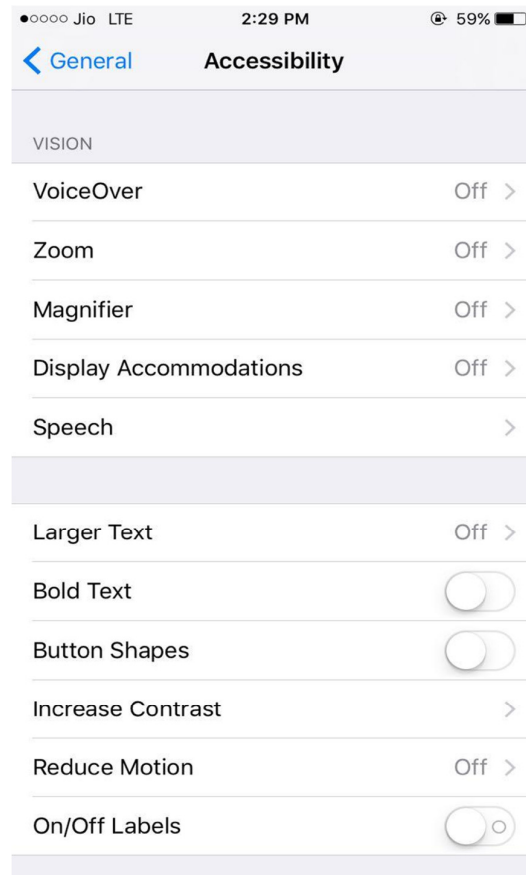 Jio LTE 2:29 PM 59%
General Accessibility
VISION
VoiceOver Off
Zoom Off
Magnifier Off
Display Accommodations Off
Speech
Larger Text Off
Bold Text
Button Shapes
Increase Contrast
Reduce Motion Off
On/Off Labels